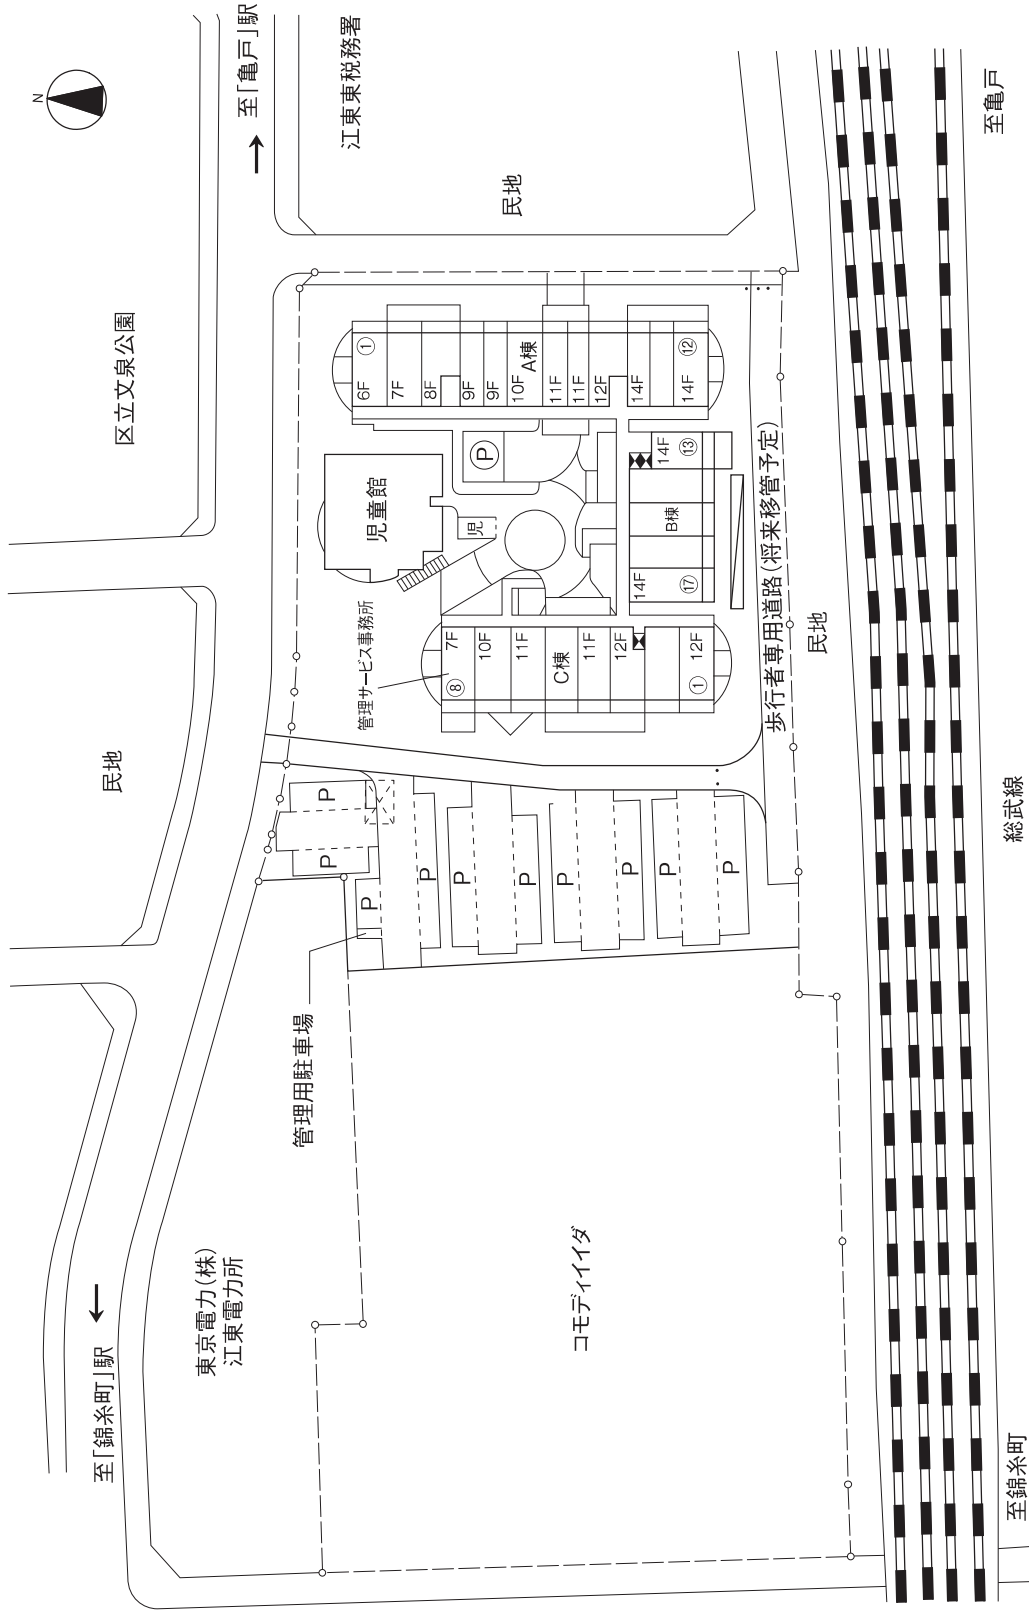 N
至「亀戸」駅
江東東税務署
民地
区立文泉公園
民地
至「錦糸町」駅
東京電力(株)
江東電力所
管理用駐車場
コモディイイダ
児童館
児
管理サービス事務所
P
A棟
①
6F
7F
8F
9F
9F
10F
11F
11F
12F
14F
14F
⑫
B棟
14F
⑬
14F
⑰
C棟
⑧
7F
10F
11F
11F
12F
12F
①
P
P
P
P
P
P
P
P
P
P
歩行者専用道路(将来移管予定)
民地
至亀戸
総武線
至錦糸町